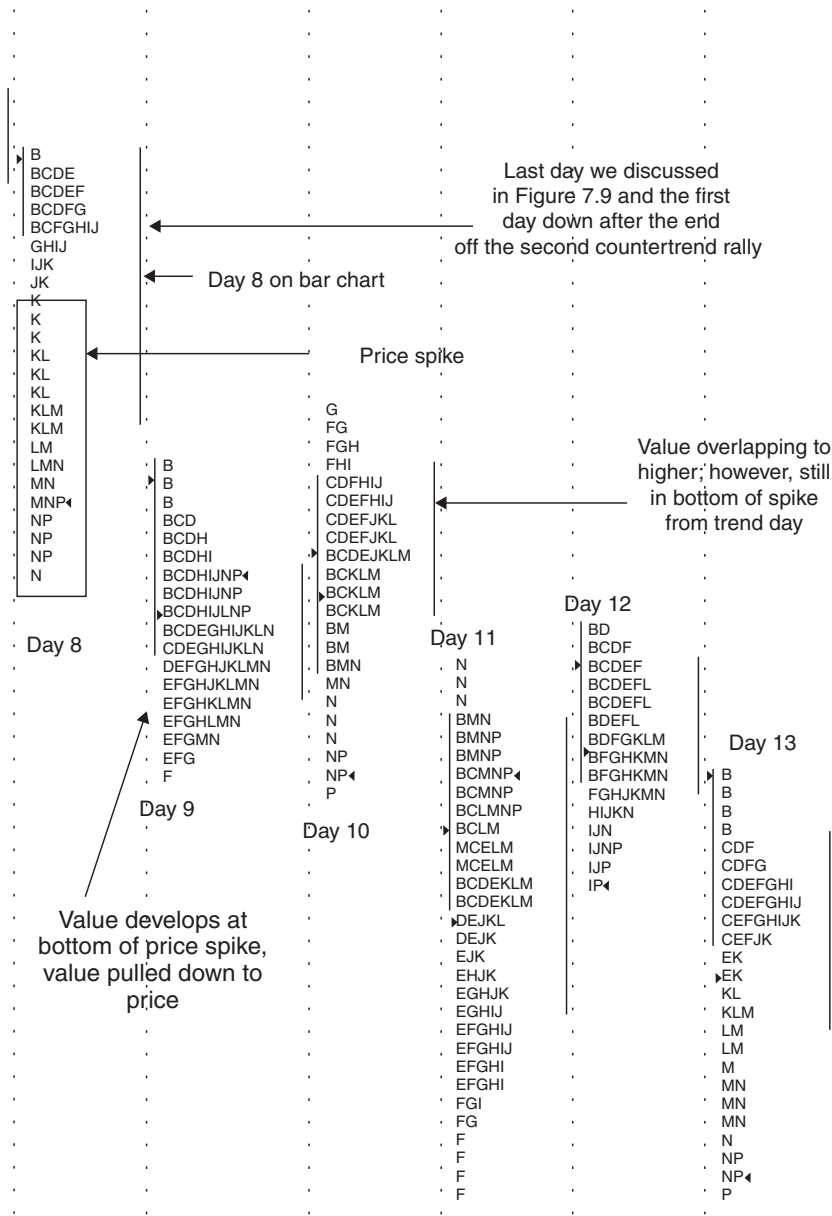 B
BCDE
BCDEF
BCDFG
BCFGHIJ
GHIJ
IJK
JK
K
K
K
KL
KL
KL
KLM
KLM
LM
LMN
MN
MNP
NP
NP
NP
N
Day 8
Last day we discussed
in Figure 7.9 and the first
day down after the end
off the second countertrend rally
Day 8 on bar chart
Price spike
B
B
B
BCD
BCDH
BCDHI
BCDHIJNP
BCDHIJNP
BCDHIJLNP
BCDEGHIJKLN
CDEGHIJKLN
DEFGHJKLMN
EFGHJKLMN
EFGHKLMN
EFGHLMN
EFGMN
EFG
F
Day 9
Value develops at
bottom of price spike,
value pulled down to
price
G
FG
FGH
FHI
CDFHIJ
CDEFHIJ
CDEFJKL
CDEFJKL
BCDEJKLM
BCKLM
BCKLM
BCKLM
BM
BM
BMN
MN
N
N
N
NP
NP
P
Day 10
Value overlapping to
higher; however, still
in bottom of spike
from trend day
Day 11
N
N
N
BMN
BMNP
BMNP
BCMNP
BCMNP
BCLMNP
BCLM
MCELM
MCELM
BCDEKLM
BCDEKLM
DEJKL
DEJK
EJK
EHJK
EGHJK
EGHIJ
EFGHIJ
EFGHIJ
EFGHI
EFGHI
FGI
FG
F
F
F
F
Day 12
BD
BCDF
BCDEF
BCDEFL
BCDEFL
BDEFL
BDFGKLM
BFGHKMN
BFGHKMN
FGHJKMN
HIJKN
IJN
IJNP
IJP
IP
Day 13
B
B
B
B
CDF
CDFG
CDEFGHI
CDEFGHIJ
CEFGHIJK
CEFJK
EK
EK
KL
KLM
LM
LM
M
MN
MN
MN
N
NP
NP
P